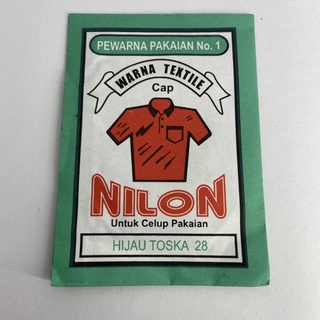 PEWARNA PAKAIAN No. 1
WARNA TEXTILE
Cap
NILON
Untuk Celup Pakaian
HIJAU TOSKA 28